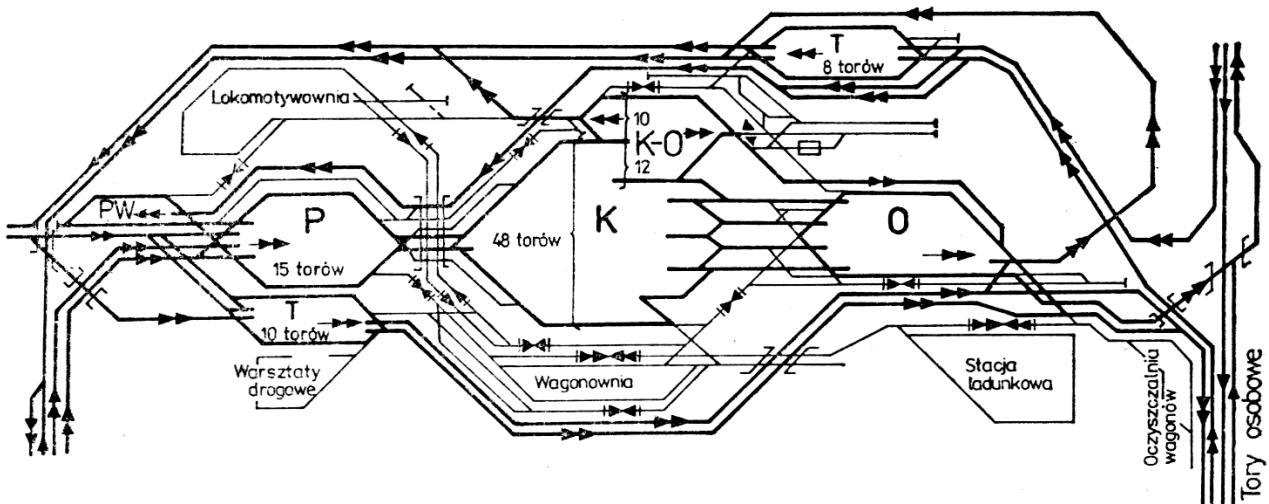 T
8 torów
Lokomotywownia
10
K-O
12
PW
P
K
O
48 torów
15 torów
T
10 torów
Warsztaty
drogowe
Wagonownia
Stacja
ładunkowa
Oczyszczalnia
wagonów
Tory osobowe